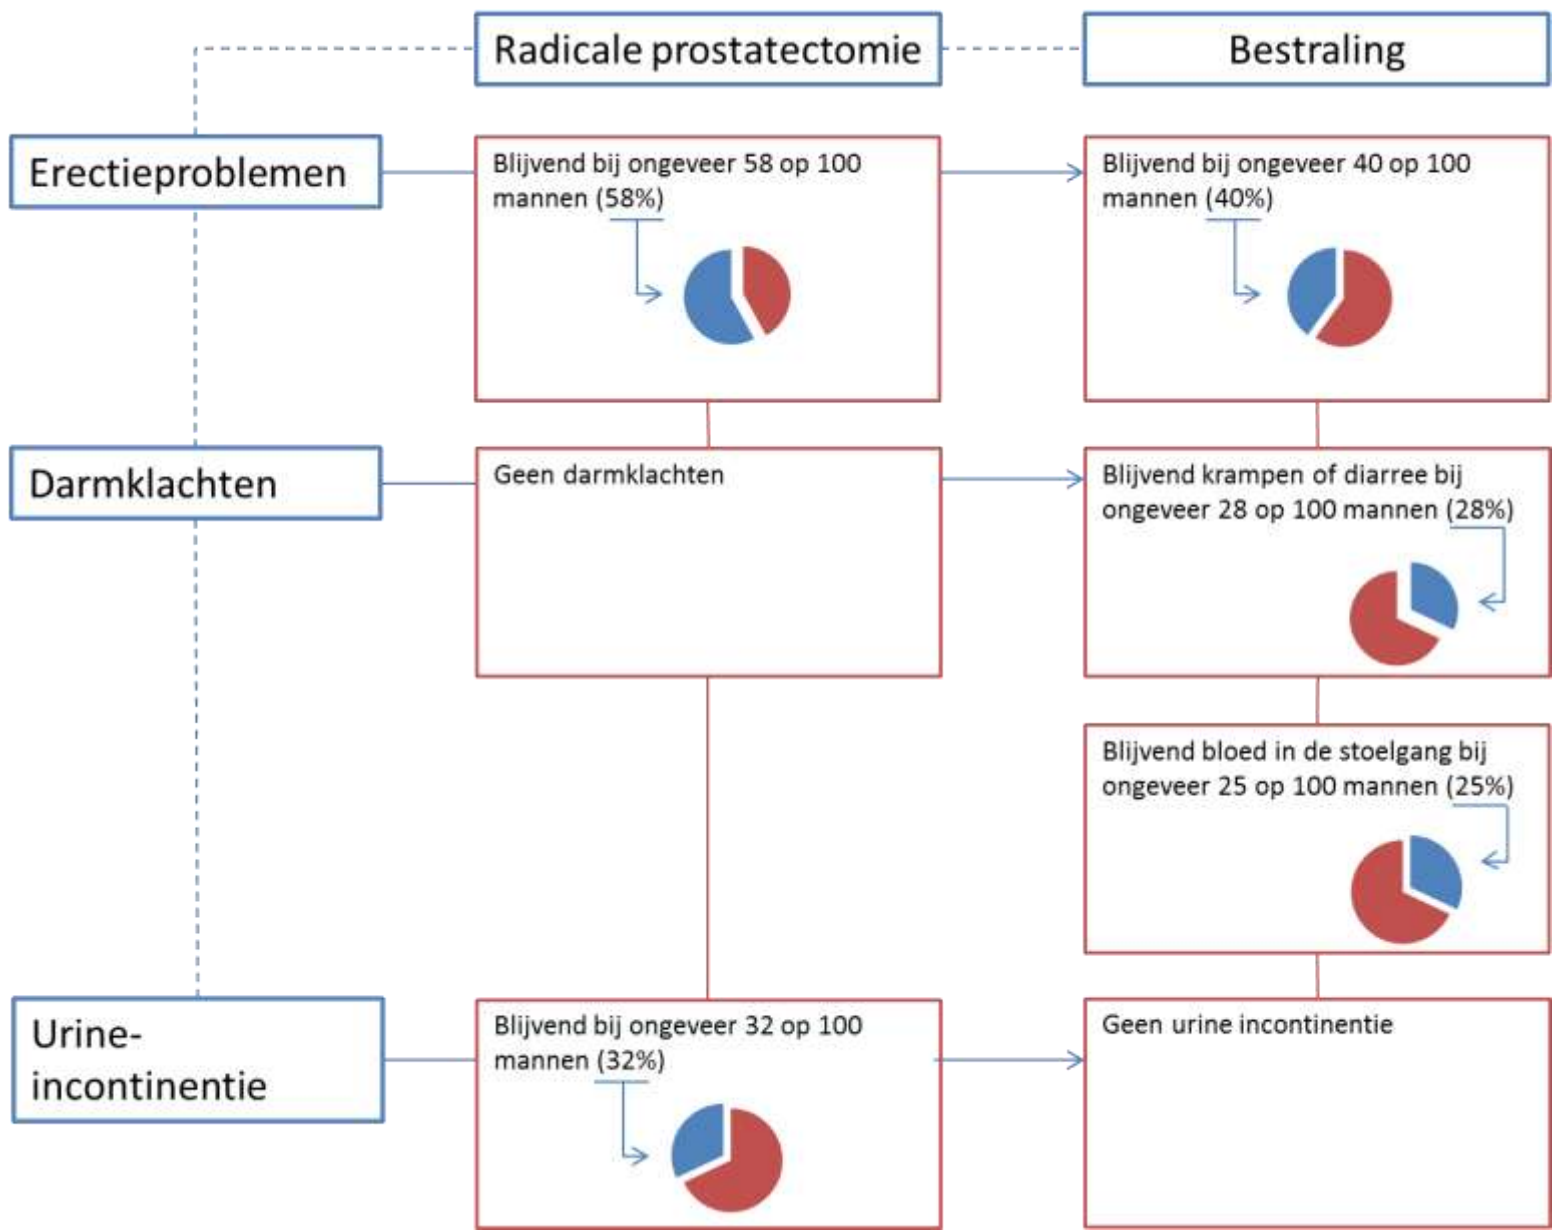 Radicale prostatectomie
Bestraling
Erectieproblemen
Blijvend bij ongeveer 58 op 100
mannen (58%)
Blijvend bij ongeveer 40 op 100
mannen (40%)
Darmklachten
Geen darmklachten
Blijvend krampen of diarree bij
ongeveer 28 op 100 mannen (28%)
Blijvend bloed in de stoelgang bij
ongeveer 25 op 100 mannen (25%)
Urine-
incontinentie
Blijvend bij ongeveer 32 op 100
mannen (32%)
Geen urine incontinentie